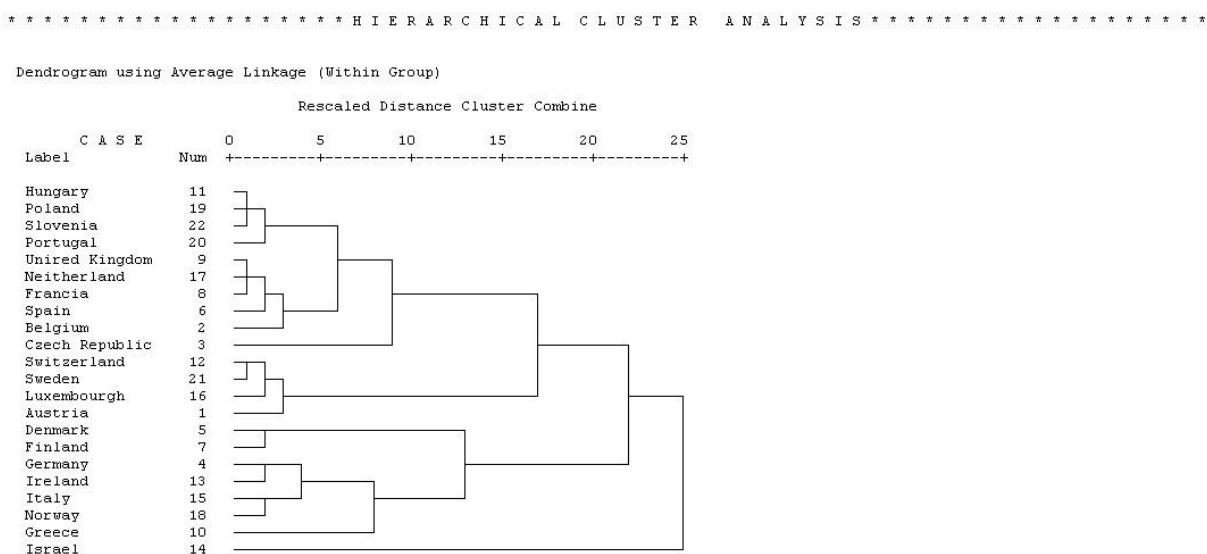 * * * * * * * * * * * * * * * * * * * H I E R A R C H I C A L  C L U S T E R   A N A L Y S I S * * * * * * * * * * * * * * * * * * *
Dendrogram using Average Linkage (Within Group)
Rescaled Distance Cluster Combine
C A S E 0 5 10 15 20 25
Label Num +---------+---------+---------+---------+---------+
Hungary 11
Poland 19
Slovenia 22
Portugal 20
Unired Kingdom 9
Neitherland 17
Francia 8
Spain 6
Belgium 2
Czech Republic 3
Switzerland 12
Sweden 21
Luxembourgh 16
Austria 1
Denmark 5
Finland 7
Germany 4
Ireland 13
Italy 15
Norway 18
Greece 10
Israel 14